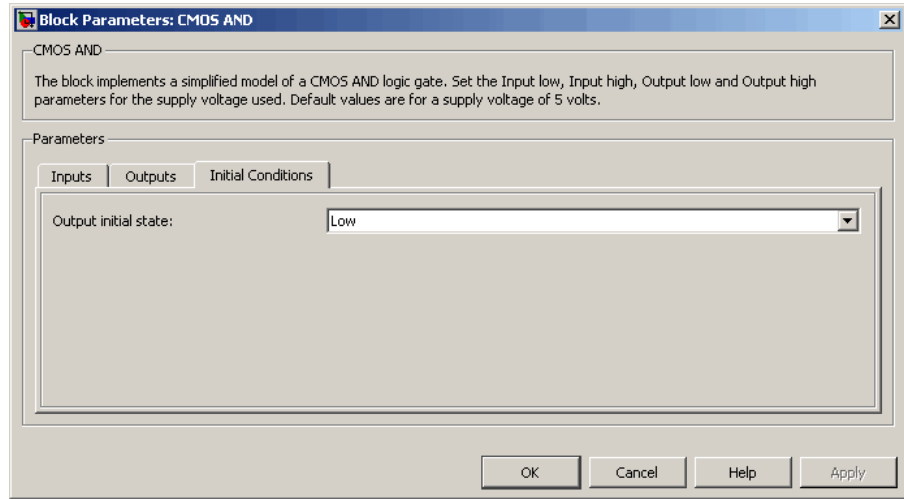 Block Parameters: CMOS AND
CMOS AND
The block implements a simplified model of a CMOS AND logic gate. Set the Input low, Input high, Output low and Output high
parameters for the supply voltage used. Default values are for a supply voltage of 5 volts.
Parameters
Inputs Outputs Initial Conditions
Output initial state: Low
OK Cancel Help Apply